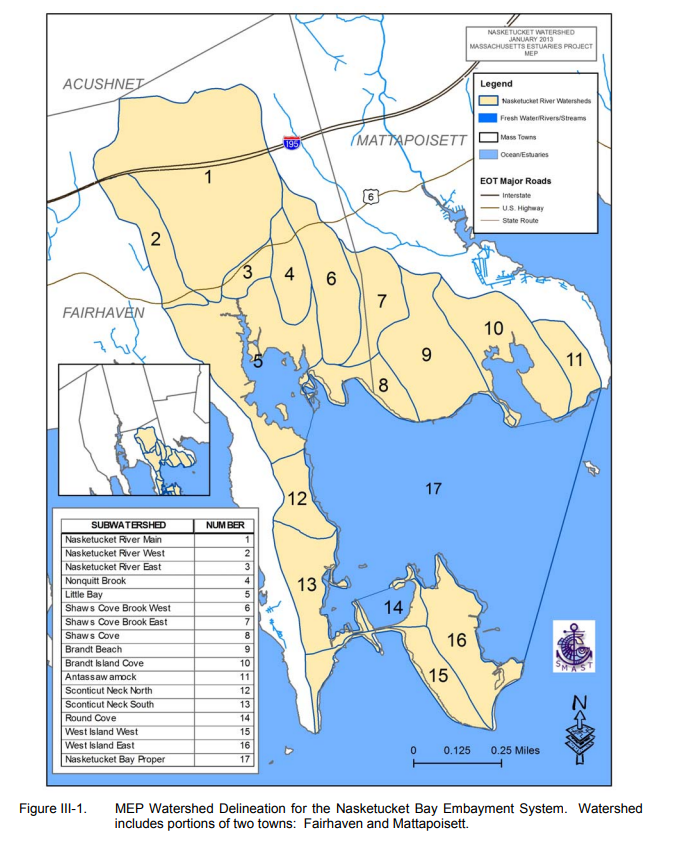 NASKETUCKET WATERSHED
JANUARY 2013
MASSACHUSETTS ESTUARIES PROJECT
MEP
Legend
Nasketucket River Watersheds
Fresh Water/Rivers/Streams
Mass Towns
Ocean/Estuaries
EOT Major Roads
Interstate
U.S. Highway
State Route
ACUSHNET
MATTAPOISETT
195
6
FAIRHAVEN
1
2
3
4
5
6
7
8
9
10
11
12
13
14
15
16
17
SUBWATERSHED NUMBER
Nasketucket River Main 1
Nasketucket River West 2
Nasketucket River East 3
Nonquitt Brook 4
Little Bay 5
Shaws Cove Brook West 6
Shaws Cove Brook East 7
Shaws Cove 8
Brandt Beach 9
Brandt Island Cove 10
Antassawamock 11
Sconticut Neck North 12
Sconticut Neck South 13
Round Cove 14
West Island West 15
West Island East 16
Nasketucket Bay Proper 17
SMAST
N
0 0.125 0.25 Miles
Figure III-1. MEP Watershed Delineation for the Nasketucket Bay Embayment System. Watershed
includes portions of two towns: Fairhaven and Mattapoisett.